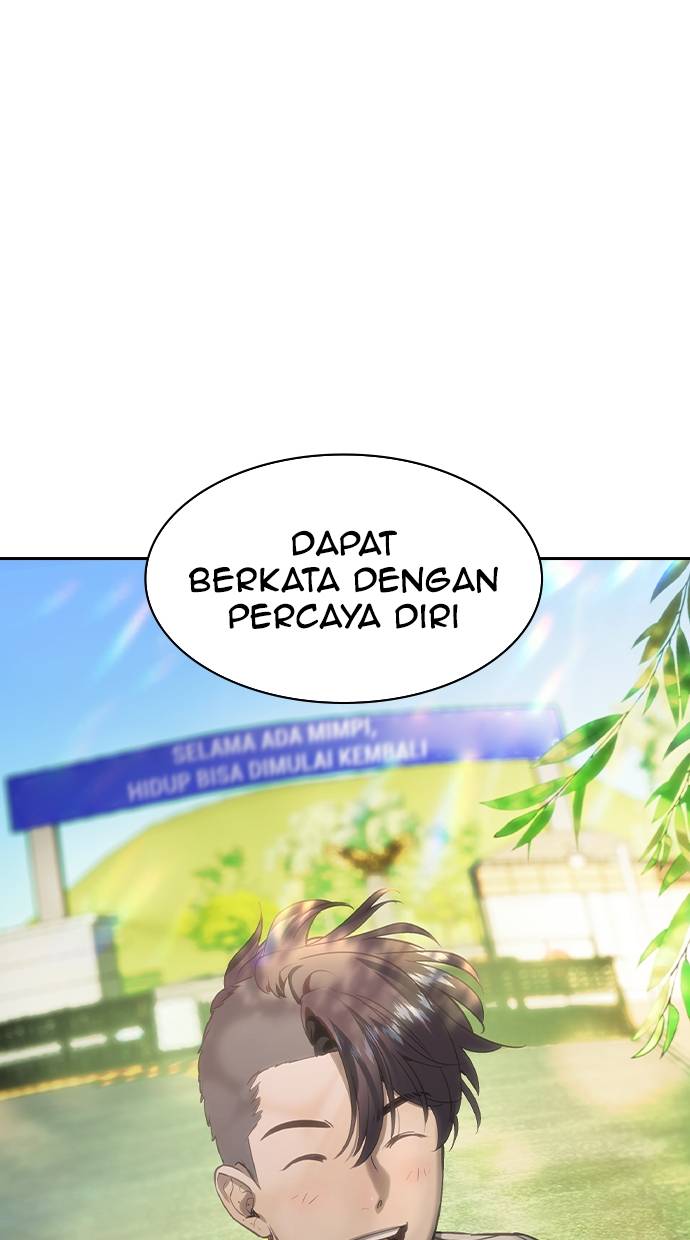 DAPAT
BERKATA DENGAN
PERCAYA DIRI
SELAMA ADA MIMPI,
HIDUP BISA DIMULAI KEMBALI